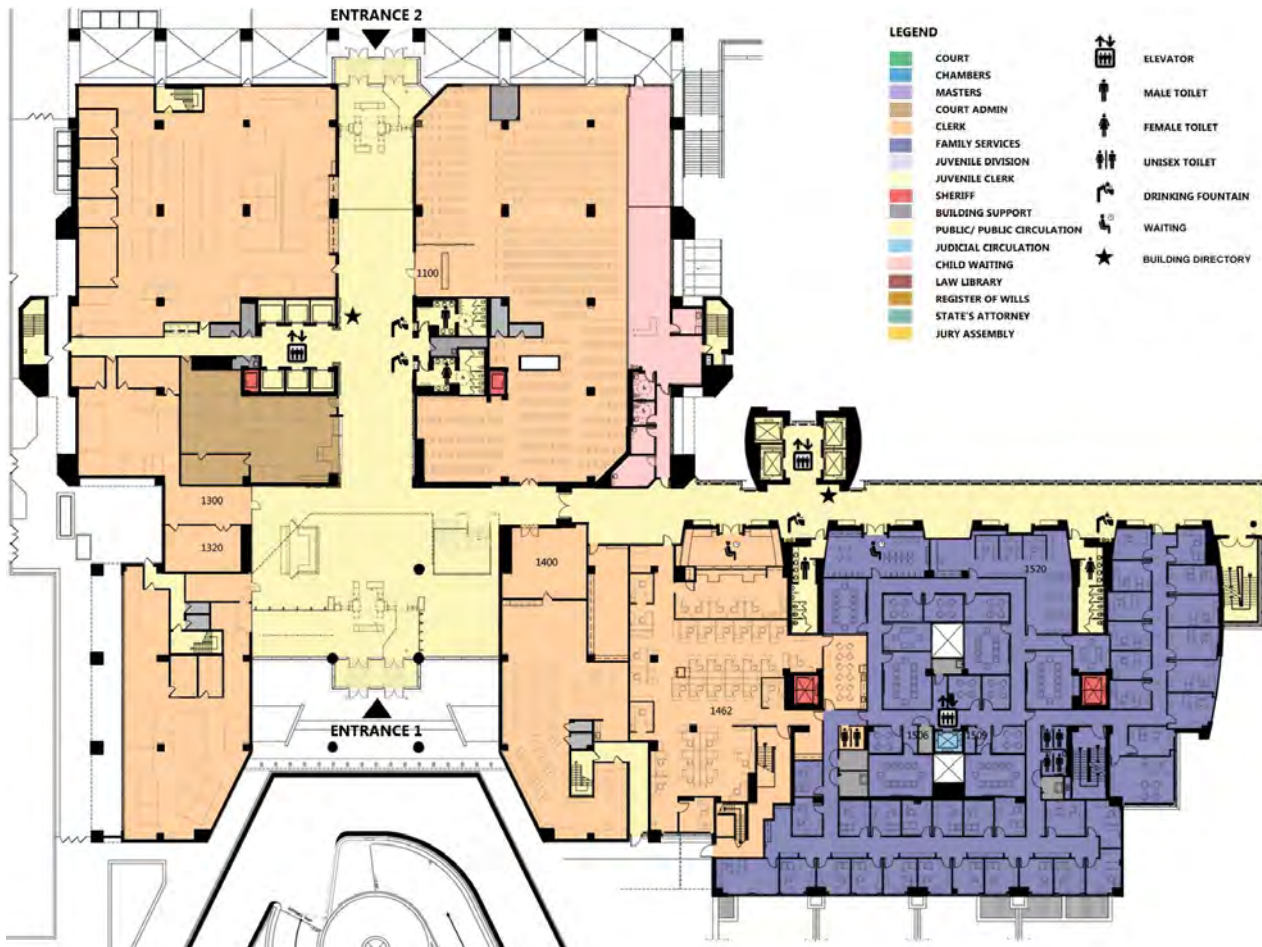 ENTRANCE 2
LEGEND
COURT
CHAMBERS
MASTERS
COURT ADMIN
CLERK
FAMILY SERVICES
JUVENILE DIVISION
JUVENILE CLERK
SHERIFF
BUILDING SUPPORT
PUBLIC/ PUBLIC CIRCULATION
JUDICIAL CIRCULATION
CHILD WAITING
LAW LIBRARY
REGISTER OF WILLS
STATE'S ATTORNEY
JURY ASSEMBLY
ELEVATOR
MALE TOILET
FEMALE TOILET
UNISEX TOILET
DRINKING FOUNTAIN
WAITING
BUILDING DIRECTORY
1100
1300
1320
1400
1520
1462
1506
1509
ENTRANCE 1